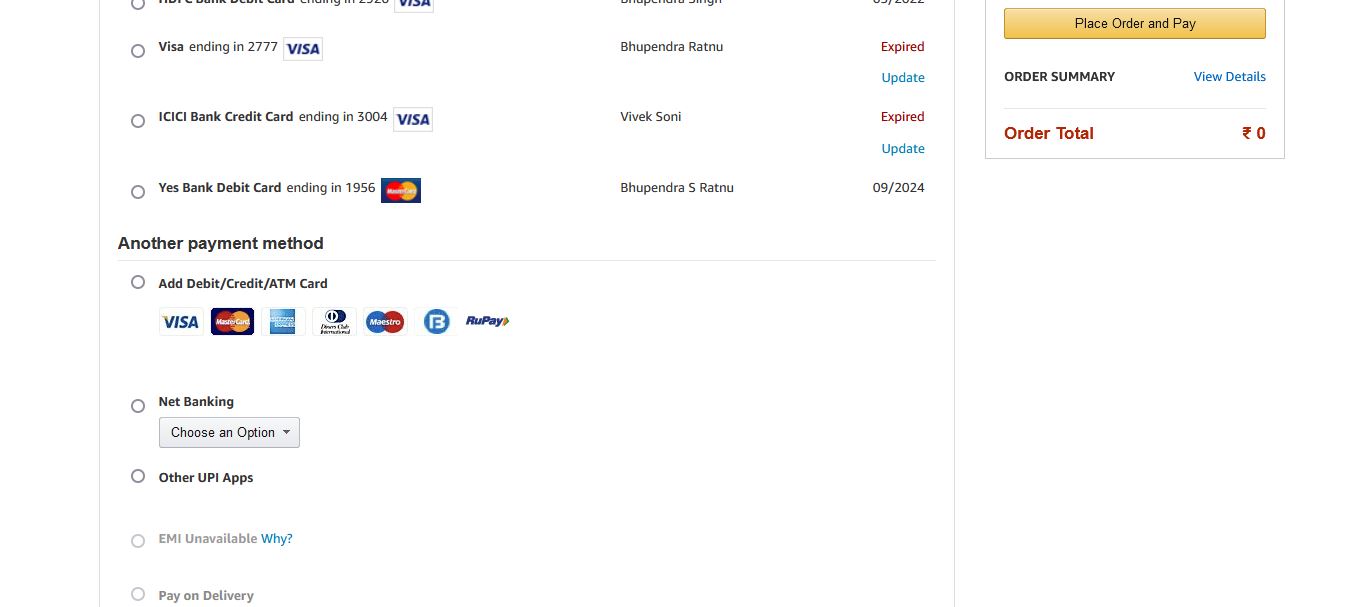 HDFC Bank Debit Card ending in 2920 VISA Bhupendra Singh 05/2022
Place Order and Pay
Visa ending in 2777 VISA Bhupendra Ratnu Expired
Update
ORDER SUMMARY View Details
ICICI Bank Credit Card ending in 3004 VISA Vivek Soni Expired
Order Total ₹ 0
Update
Yes Bank Debit Card ending in 1956 MasterCard Bhupendra S Ratnu 09/2024
Another payment method
Add Debit/Credit/ATM Card
VISA MasterCard AMERICAN EXPRESS Diners Club International Maestro B RuPay
Net Banking
Choose an Option
Other UPI Apps
EMI Unavailable Why?
Pay on Delivery